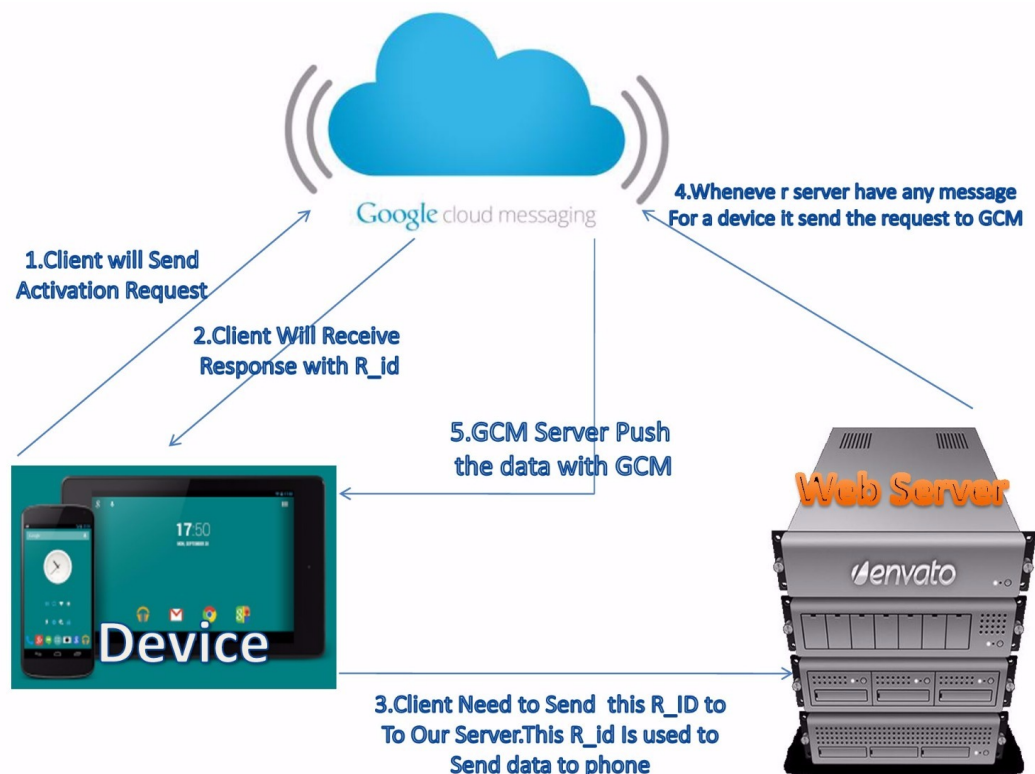 Google cloud messaging
4.Wheneve r server have any message
For a device it send the request to GCM
1.Client will Send
Activation Request
2.Client Will Receive
Response with R_id
5.GCM Server Push
the data with GCM
Web Server
envato
17:50
Device
3.Client Need to Send this R_ID to
To Our Server.This R_id Is used to
Send data to phone